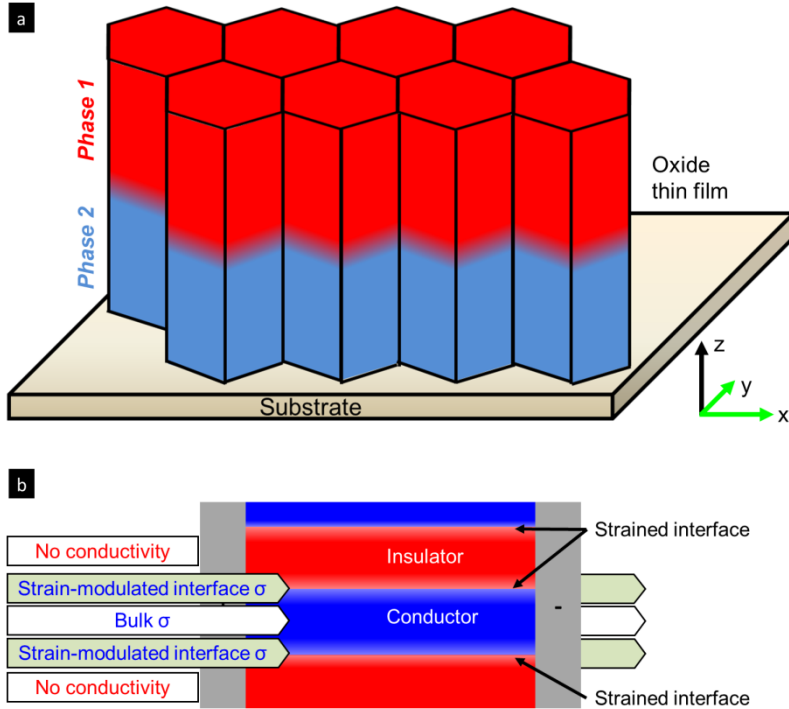 a
Phase 1
Phase 2
Oxide
thin film
Substrate
z
y
x
b
No conductivity
Strain-modulated interface σ
Bulk σ
Strain-modulated interface σ
No conductivity
Insulator
Conductor
-
Strained interface
Strained interface